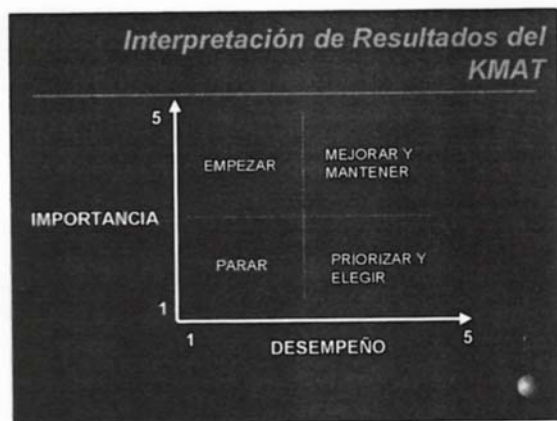 Interpretación de Resultados del
KMAT
5
EMPEZAR
MEJORAR Y
MANTENER
IMPORTANCIA
PARAR
PRIORIZAR Y
ELEGIR
1
1
DESEMPEÑO
5